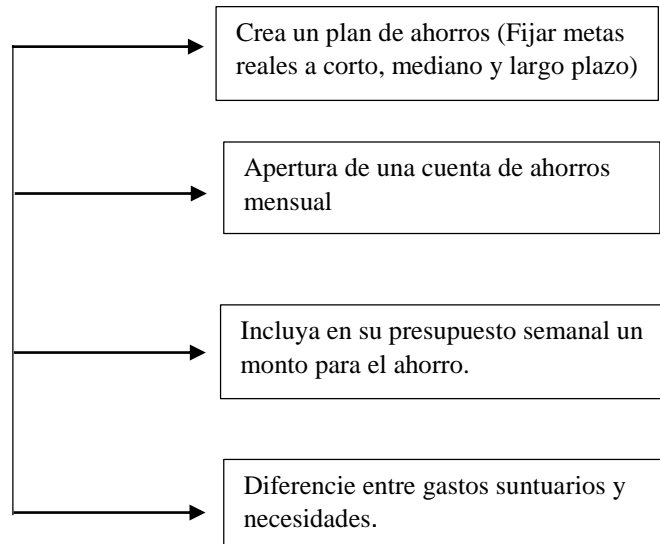 Crea un plan de ahorros (Fijar metas
reales a corto, mediano y largo plazo)
Apertura de una cuenta de ahorros
mensual
Incluya en su presupuesto semanal un
monto para el ahorro.
Diferencie entre gastos suntuarios y
necesidades.